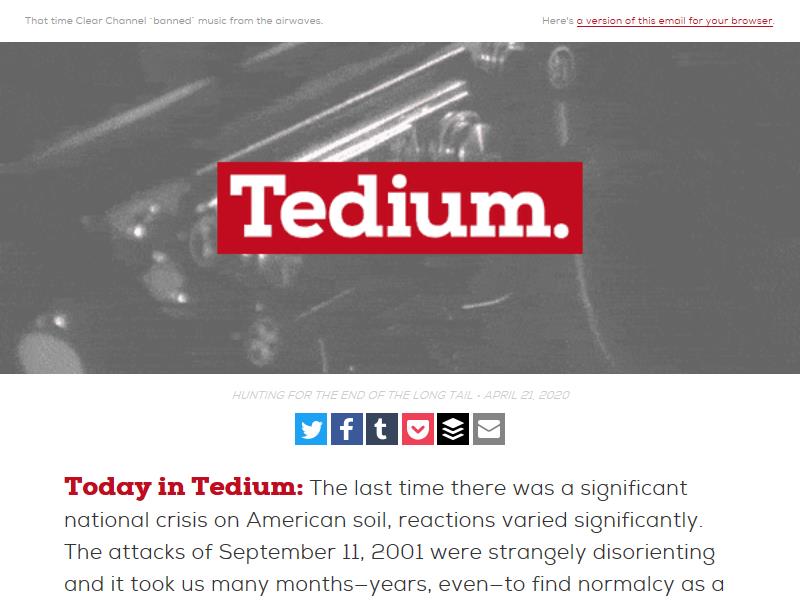 That time Clear Channel “banned” music from the airwaves.
Here's a version of this email for your browser.
Tedium.
HUNTING FOR THE END OF THE LONG TAIL • APRIL 21, 2020
Today in Tedium: The last time there was a significant
national crisis on American soil, reactions varied significantly.
The attacks of September 11, 2001 were strangely disorienting
and it took us many months—years, even—to find normalcy as a